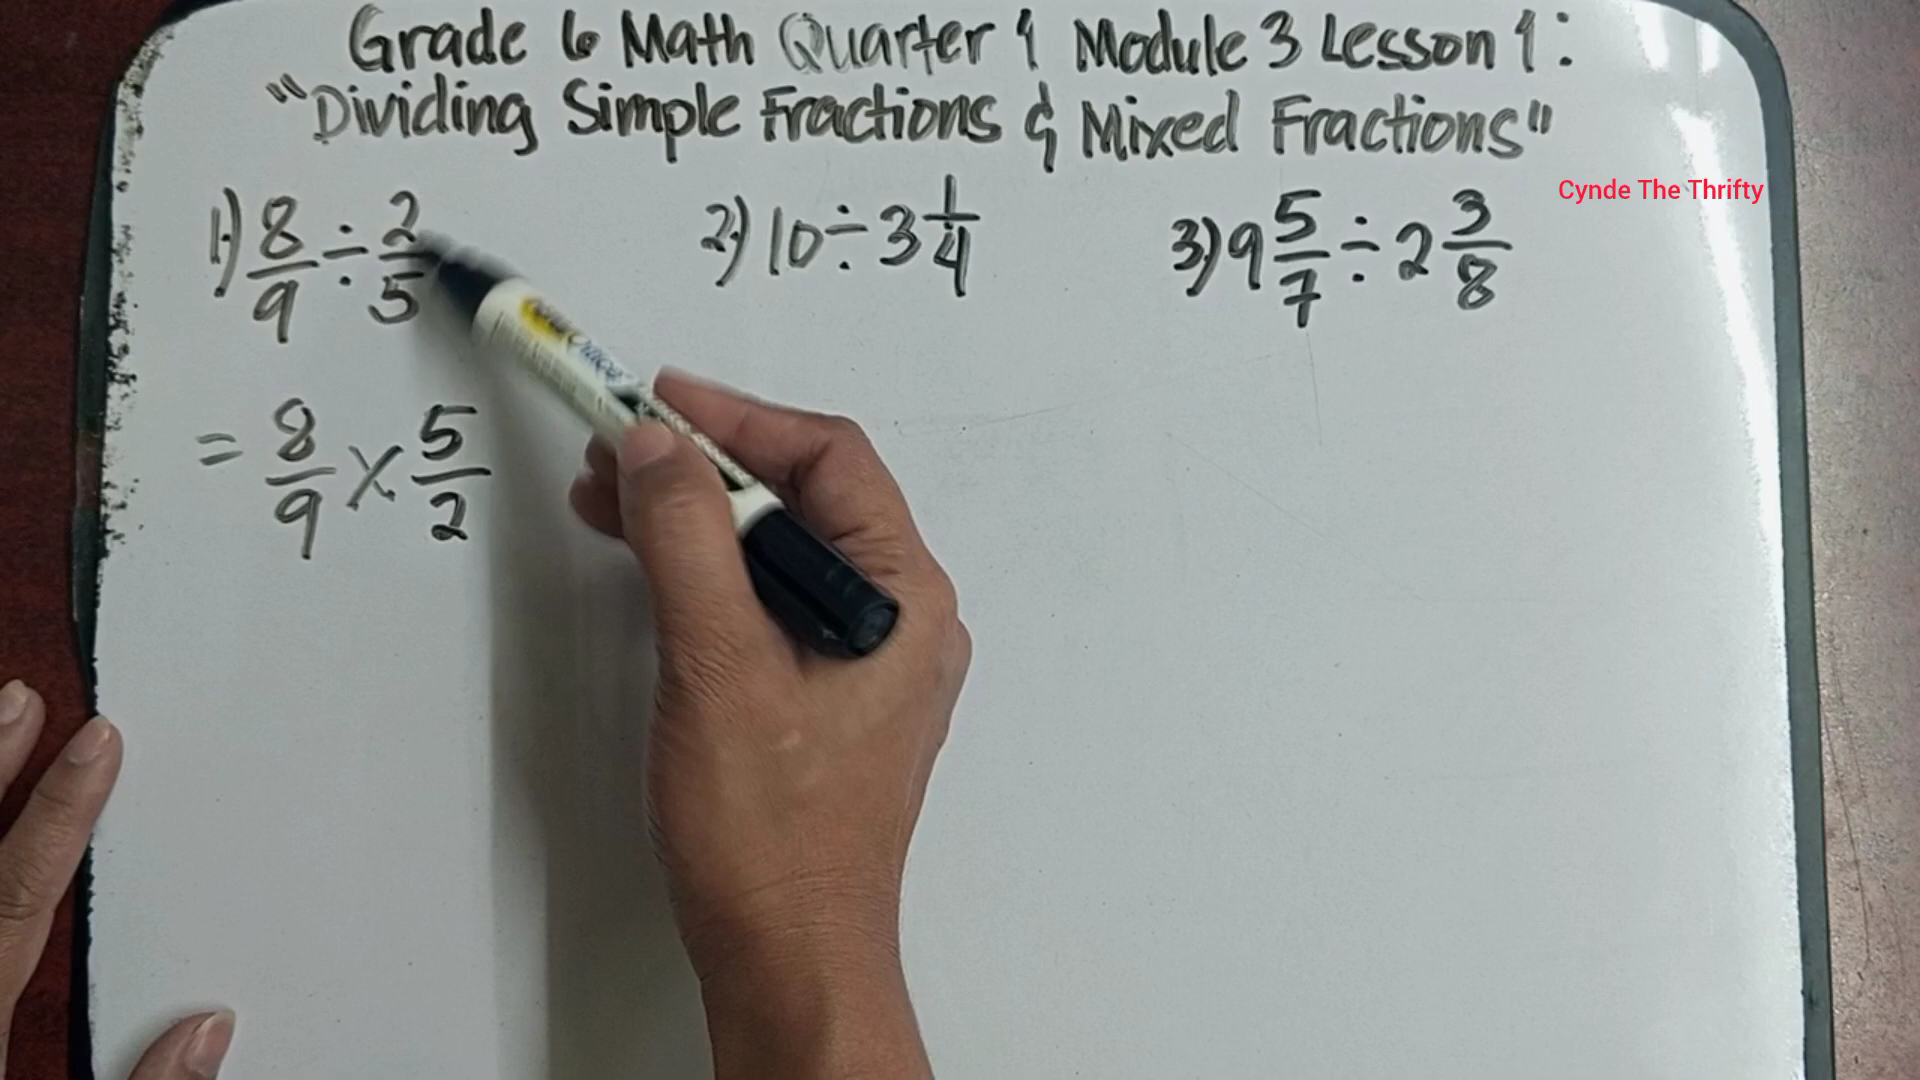 Grade 6 Math Quarter 1 Module 3 Lesson 1:
"Dividing Simple Fractions & Mixed Fractions"
Cynde The Thrifty
1.) 8/9 ÷ 2/5
2.) 10 ÷ 3 1/4
3.) 9 5/7 ÷ 2 3/8
= 8/9 × 5/2